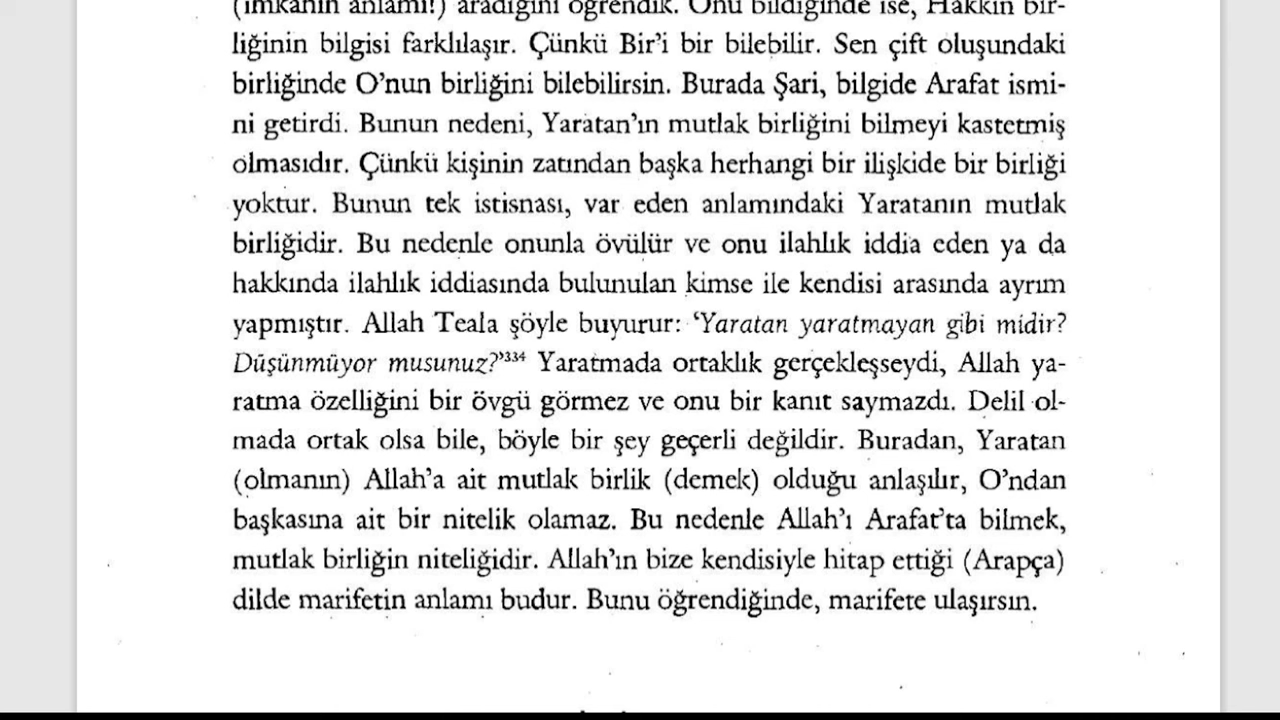 (imkanın anlamı!) aradığını öğrendik. Onu bildiğinde ise, Hakkın bir-
liğinin bilgisi farklılaşır. Çünkü Bir’i bir bilebilir. Sen çift oluşundaki
birliğinde O’nun birliğini bilebilirsin. Burada Şari, bilgide Arafat ismi-
ni getirdi. Bunun nedeni, Yaratan’ın mutlak birliğini bilmeyi kastetmiş
olmasıdır. Çünkü kişinin zatından başka herhangi bir ilişkide bir birliği
yoktur. Bunun tek istisnası, var eden anlamındaki Yaratanın mutlak
birliğidir. Bu nedenle onunla övülür ve onu ilahlık iddia eden ya da
hakkında ilahlık iddiasında bulunulan kimse ile kendisi arasında ayrım
yapmıştır. Allah Teala şöyle buyurur: ‘Yaratan yaratmayan gibi midir?
Düşünmüyor musunuz?’³³⁴ Yaratmada ortaklık gerçekleşseydi, Allah ya-
ratma özelliğini bir övgü görmez ve onu bir kanıt saymazdı. Delil ol-
mada ortak olsa bile, böyle bir şey geçerli değildir. Buradan, Yaratan
(olmanın) Allah’a ait mutlak birlik (demek) olduğu anlaşılır, O’ndan
başkasına ait bir nitelik olamaz. Bu nedenle Allah’ı Arafat’ta bilmek,
mutlak birliğin niteliğidir. Allah’ın bize kendisiyle hitap ettiği (Arapça)
dilde marifetin anlamı budur. Bunu öğrendiğinde, marifete ulaşırsın.